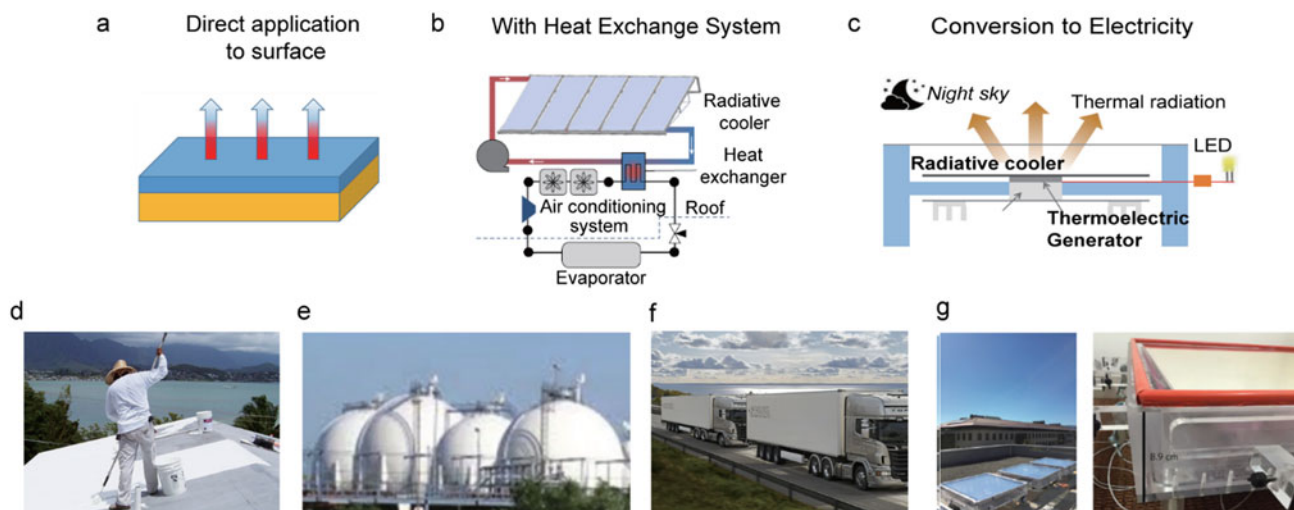 a
Direct application
to surface
b
With Heat Exchange System
Radiative
cooler
Heat
exchanger
Air conditioning
system
Roof
Evaporator
c
Conversion to Electricity
Night sky
Thermal radiation
LED
Radiative cooler
Thermoelectric
Generator
d
e
f
g
8.9 cm